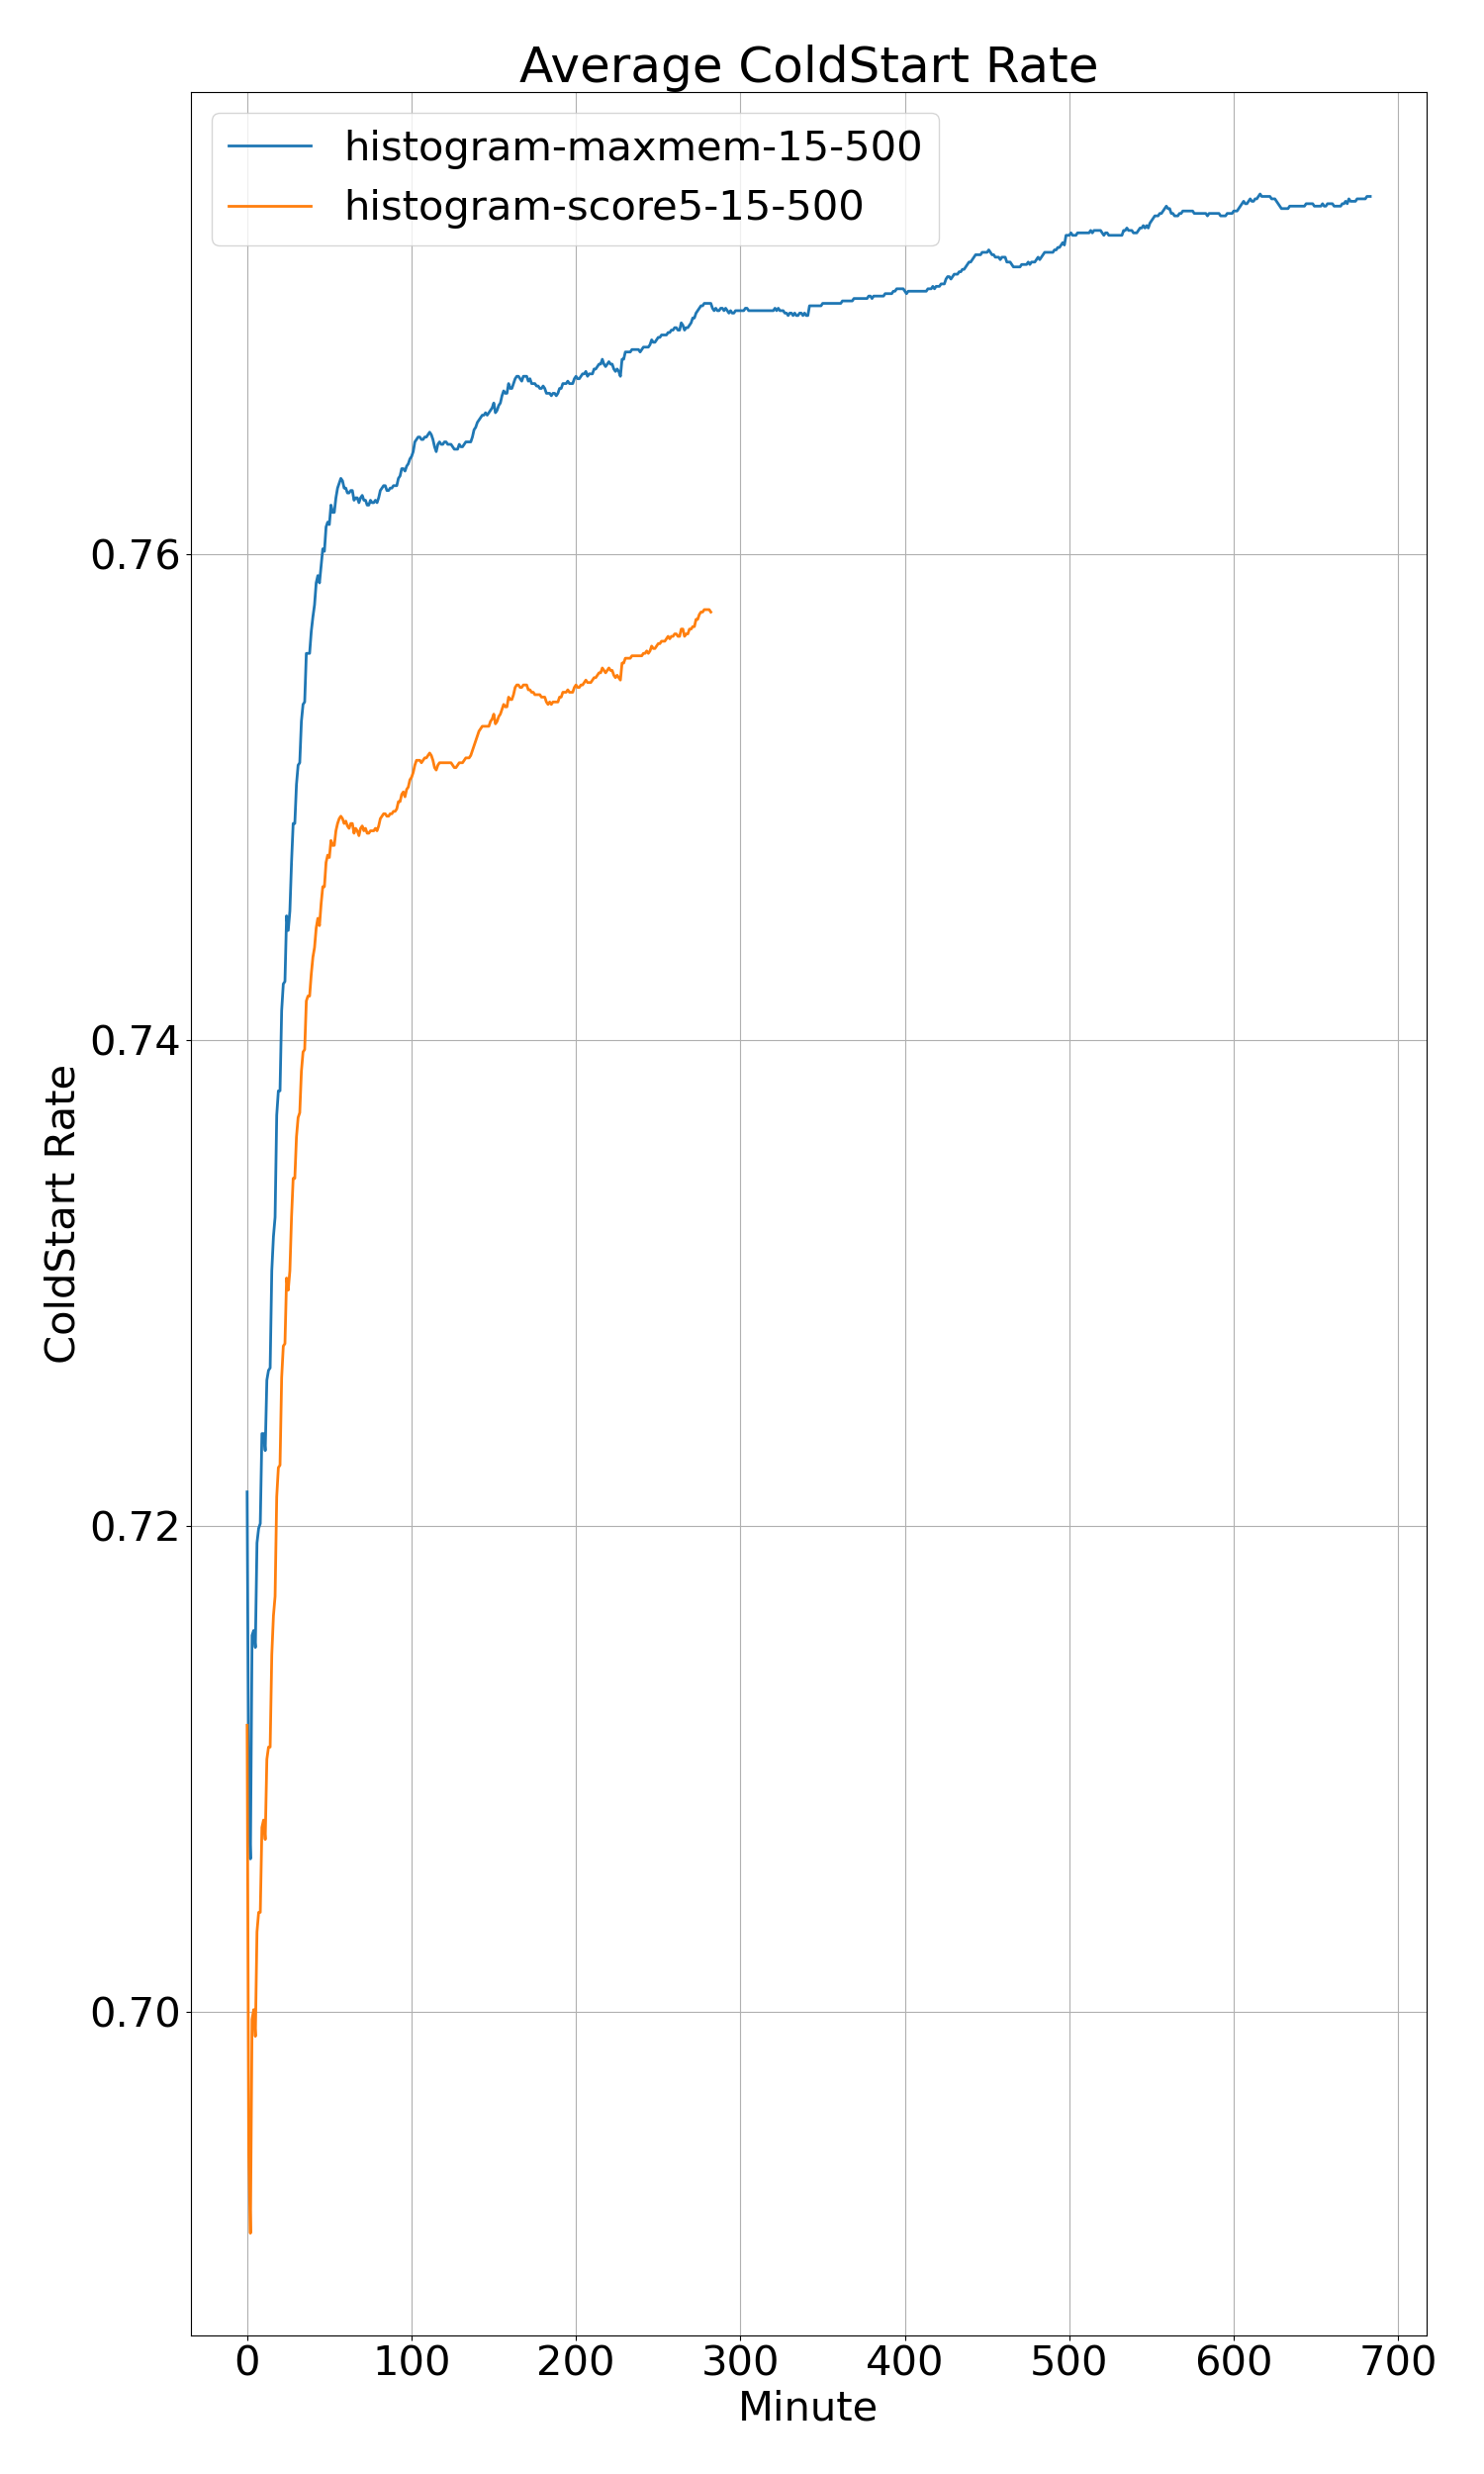 Average ColdStart Rate
histogram-maxmem-15-500
histogram-score5-15-500
0.76
0.74
0.72
0.70
ColdStart Rate
0 100 200 300 400 500 600 700
Minute